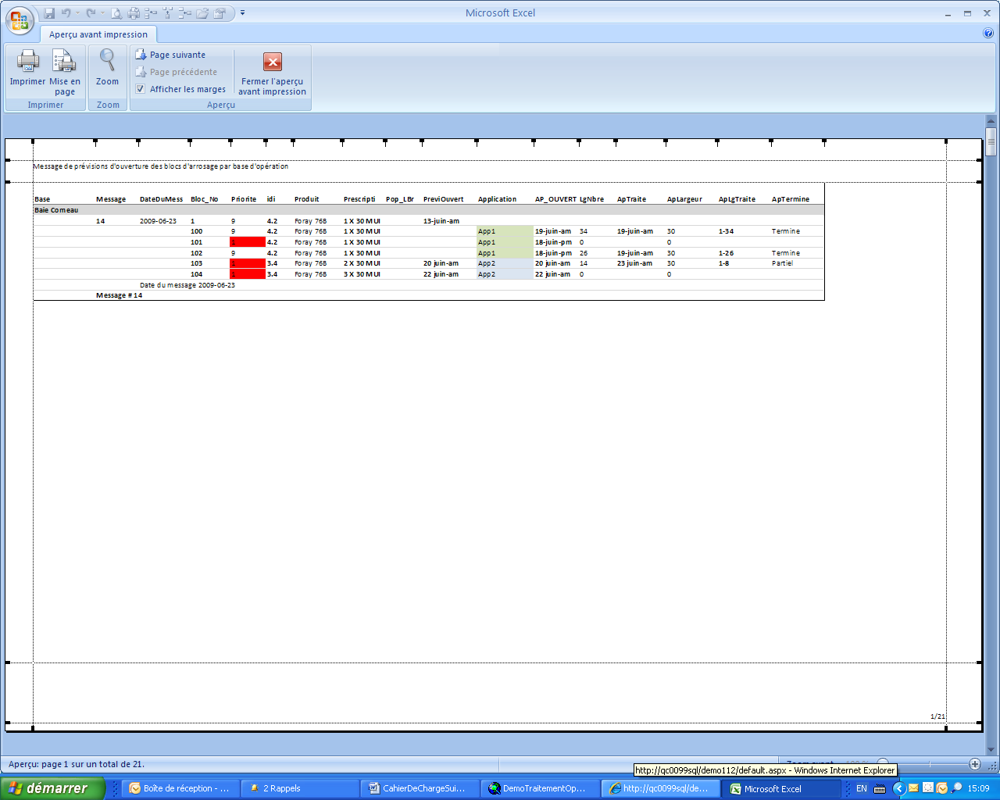 Microsoft Excel
Aperçu avant impression
Imprimer Mise en page Zoom
Page suivante
Page précédente
Afficher les marges
Fermer l'aperçu avant impression
Imprimer Zoom Aperçu
Message de prévisions d'ouverture des blocs d'arrosage par base d'opération
Base Message DateDuMess Bloc_No Priorite idi Produit Prescripti Pop_LBr PreviOuvert Application AP_OUVERT LgNbre ApTraite ApLargeur ApLgTraite ApTermine
Baie Comeau
14 2009-06-23 1 9 4.2 Foray 76B 1 X 30 MUI 13-juin-am
100 9 4.2 Foray 76B 1 X 30 MUI App1 19-juin-am 34 19-juin-am 30 1-34 Termine
101 1 4.2 Foray 76B 1 X 30 MUI App1 18-juin-am 0 0
102 9 4.2 Foray 76B 1 X 30 MUI App1 18-juin-pm 26 19-juin-am 30 1-26 Termine
103 1 3.4 Foray 76B 2 X 30 MUI 20 juin-am App2 20 juin-am 14 23 juin-am 30 1-8 Partiel
104 1 3.4 Foray 76B 3 X 30 MUI 22 juin-am App2 22 juin-am 0 0
Date du message 2009-06-23
Message # 14
1/21
Aperçu: page 1 sur un total de 21.
http://qc0099sql/demo112/default.aspx - Windows Internet Explorer
démarrer Boîte de réception - ... 2 Rappels CahierDeChargeSui... DemoTraitementOp... http://qc0099sql/de... Microsoft Excel EN 15:09